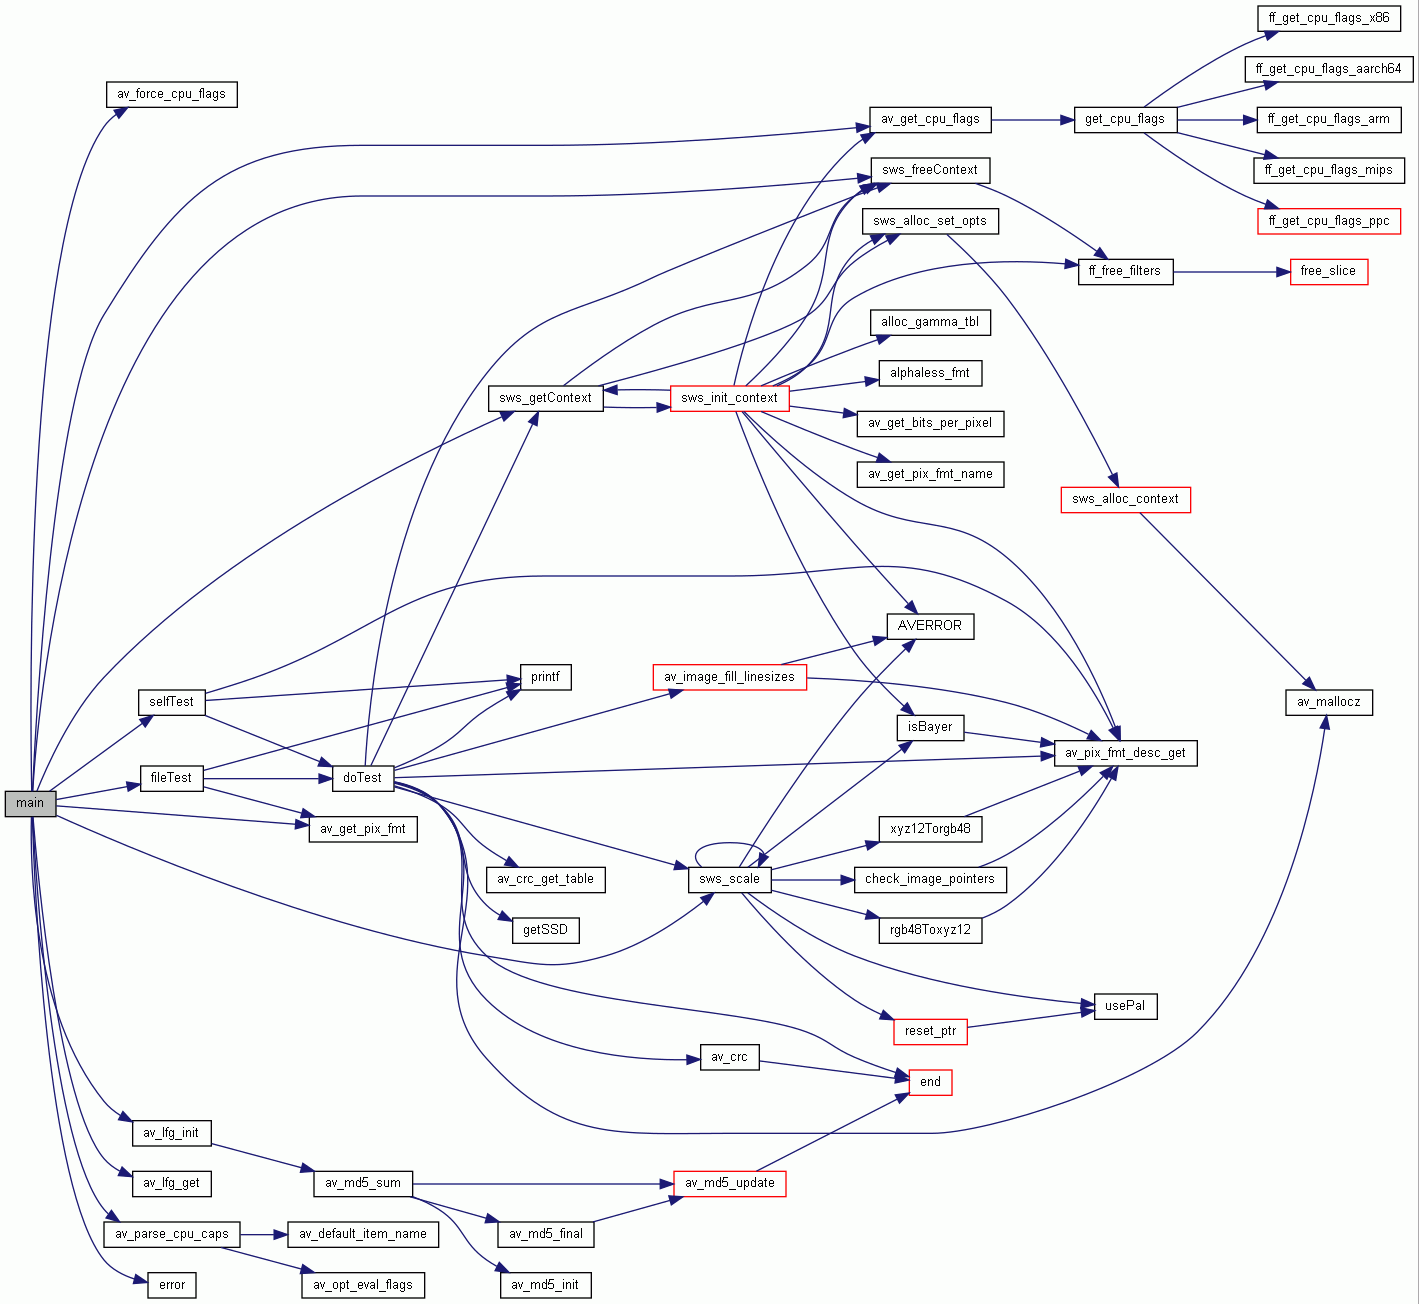 ff_get_cpu_flags_x86
ff_get_cpu_flags_aarch64
av_force_cpu_flags
av_get_cpu_flags
get_cpu_flags
ff_get_cpu_flags_arm
sws_freeContext
ff_get_cpu_flags_mips
sws_alloc_set_opts
ff_get_cpu_flags_ppc
ff_free_filters
free_slice
alloc_gamma_tbl
alphaless_fmt
sws_getContext
sws_init_context
av_get_bits_per_pixel
av_get_pix_fmt_name
sws_alloc_context
AVERROR
printf
av_image_fill_linesizes
selfTest
av_mallocz
isBayer
av_pix_fmt_desc_get
fileTest
doTest
main
av_get_pix_fmt
xyz12Torgb48
av_crc_get_table
sws_scale
check_image_pointers
getSSD
rgb48Toxyz12
usePal
reset_ptr
av_crc
end
av_lfg_init
av_lfg_get
av_md5_sum
av_md5_update
av_parse_cpu_caps
av_default_item_name
av_md5_final
error
av_opt_eval_flags
av_md5_init